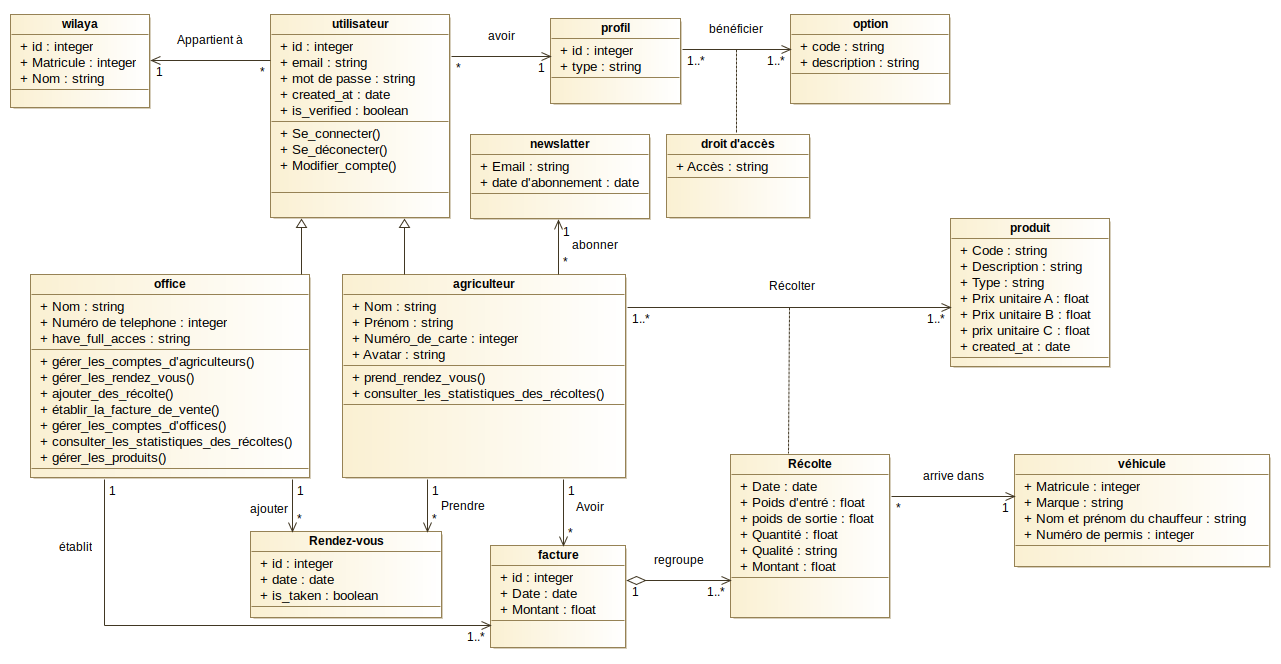 wilaya
+ id : integer
+ Matricule : integer
+ Nom : string
Appartient à
1
*
utilisateur
+ id : integer
+ email : string
+ mot de passe : string
+ created_at : date
+ is_verified : boolean
+ Se_connecter()
+ Se_déconecter()
+ Modifier_compte()
avoir
*
1
profil
+ id : integer
+ type : string
bénéficier
1..*
1..*
option
+ code : string
+ description : string
newslatter
+ Email : string
+ date d'abonnement : date
droit d'accès
+ Accès : string
1
abonner
*
produit
+ Code : string
+ Description : string
+ Type : string
+ Prix unitaire A : float
+ Prix unitaire B : float
+ prix unitaire C : float
+ created_at : date
office
+ Nom : string
+ Numéro de telephone : integer
+ have_full_acces : string
+ gérer_les_comptes_d'agriculteurs()
+ gérer_les_rendez_vous()
+ ajouter_des_récolte()
+ établir_la_facture_de_vente()
+ gérer_les_comptes_d'offices()
+ consulter_les_statistiques_des_récoltes()
+ gérer_les_produits()
agriculteur
+ Nom : string
+ Prénom : string
+ Numéro_de_carte : integer
+ Avatar : string
+ prend_rendez_vous()
+ consulter_les_statistiques_des_récoltes()
Récolter
1..*
1..*
Récolte
+ Date : date
+ Poids d'entré : float
+ poids de sortie : float
+ Quantité : float
+ Qualité : string
+ Montant : float
arrive dans
*
1
véhicule
+ Matricule : integer
+ Marque : string
+ Nom et prénom du chauffeur : string
+ Numéro de permis : integer
1
établit
1..*
1
ajouter
*
1
Prendre
*
1
Avoir
*
Rendez-vous
+ id : integer
+ date : date
+ is_taken : boolean
facture
+ id : integer
+ Date : date
+ Montant : float
regroupe
1
1..*